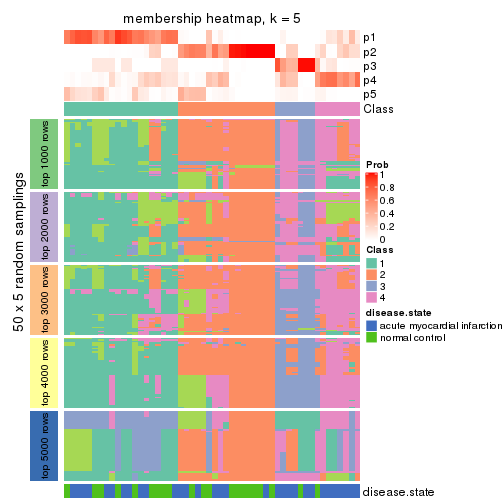 membership heatmap, k = 5
p1
p2
p3
p4
p5
Class
50 x 5 random samplings
top 1000 rows
top 2000 rows
top 3000 rows
top 4000 rows
top 5000 rows
Prob
1
0.8
0.6
0.4
0.2
0
Class
1
2
3
4
disease.state
acute myocardial infarction
normal control
disease.state